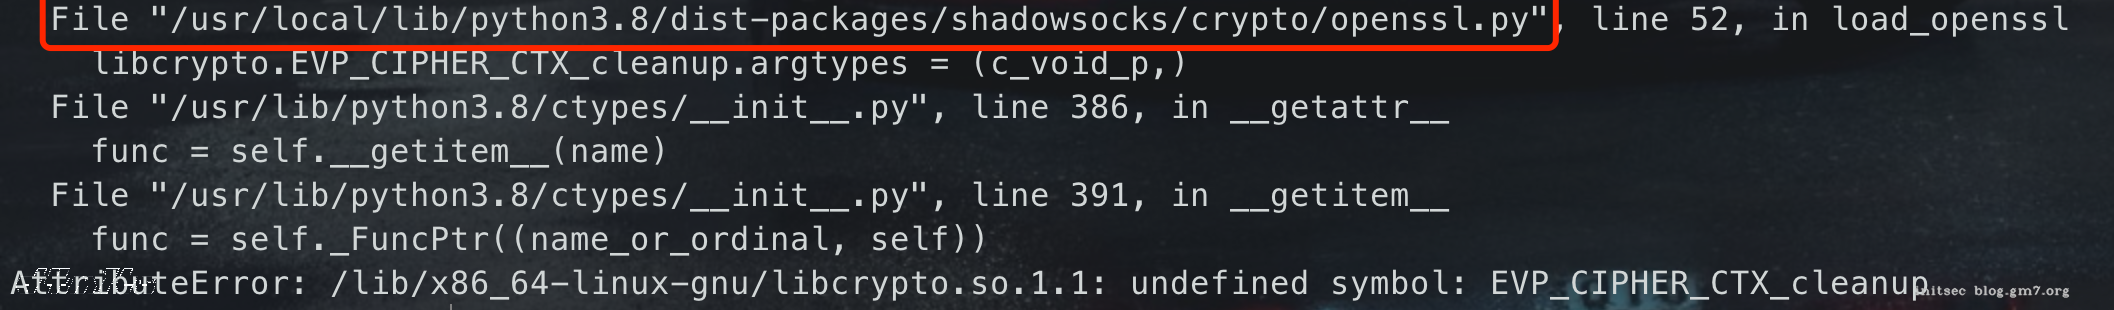 File "/usr/local/lib/python3.8/dist-packages/shadowsocks/crypto/openssl.py", line 52, in load_openssl
libcrypto.EVP_CIPHER_CTX_cleanup.argtypes = (c_void_p,)
File "/usr/lib/python3.8/ctypes/__init__.py", line 386, in __getattr__
func = self.__getitem__(name)
File "/usr/lib/python3.8/ctypes/__init__.py", line 391, in __getitem__
func = self._FuncPtr((name_or_ordinal, self))
AttributeError: /lib/x86_64-linux-gnu/libcrypto.so.1.1: undefined symbol: EVP_CIPHER_CTX_cleanup
blog.gm7.org